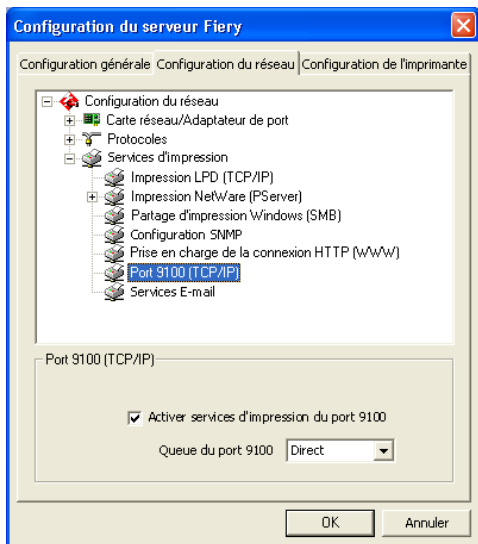 Configuration du serveur Fiery
Configuration générale Configuration du réseau Configuration de l'imprimante
Configuration du réseau
Carte réseau/Adaptateur de port
Protocoles
Services d'impression
Impression LPD (TCP/IP)
Impression NetWare (PServer)
Partage d'impression Windows (SMB)
Configuration SNMP
Prise en charge de la connexion HTTP (WWW)
Port 9100 (TCP/IP)
Services E-mail
Port 9100 (TCP/IP)
Activer services d'impression du port 9100
Queue du port 9100 Direct
OK Annuler